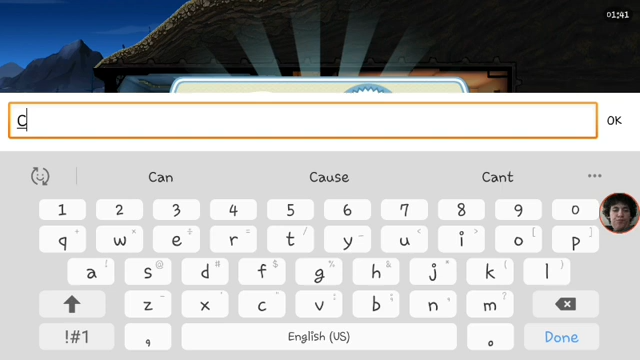 01:41
C
OK
Can Cause Cant
1 2 3 4 5 6 7 8 9 0
q + w × e ÷ r = t / y _ u < i > o [ p ]
a ! s @ d # f $ g % h & j * k ( l )
z - x ' c " v : b ; n , m ?
!#1 , English (US) . Done